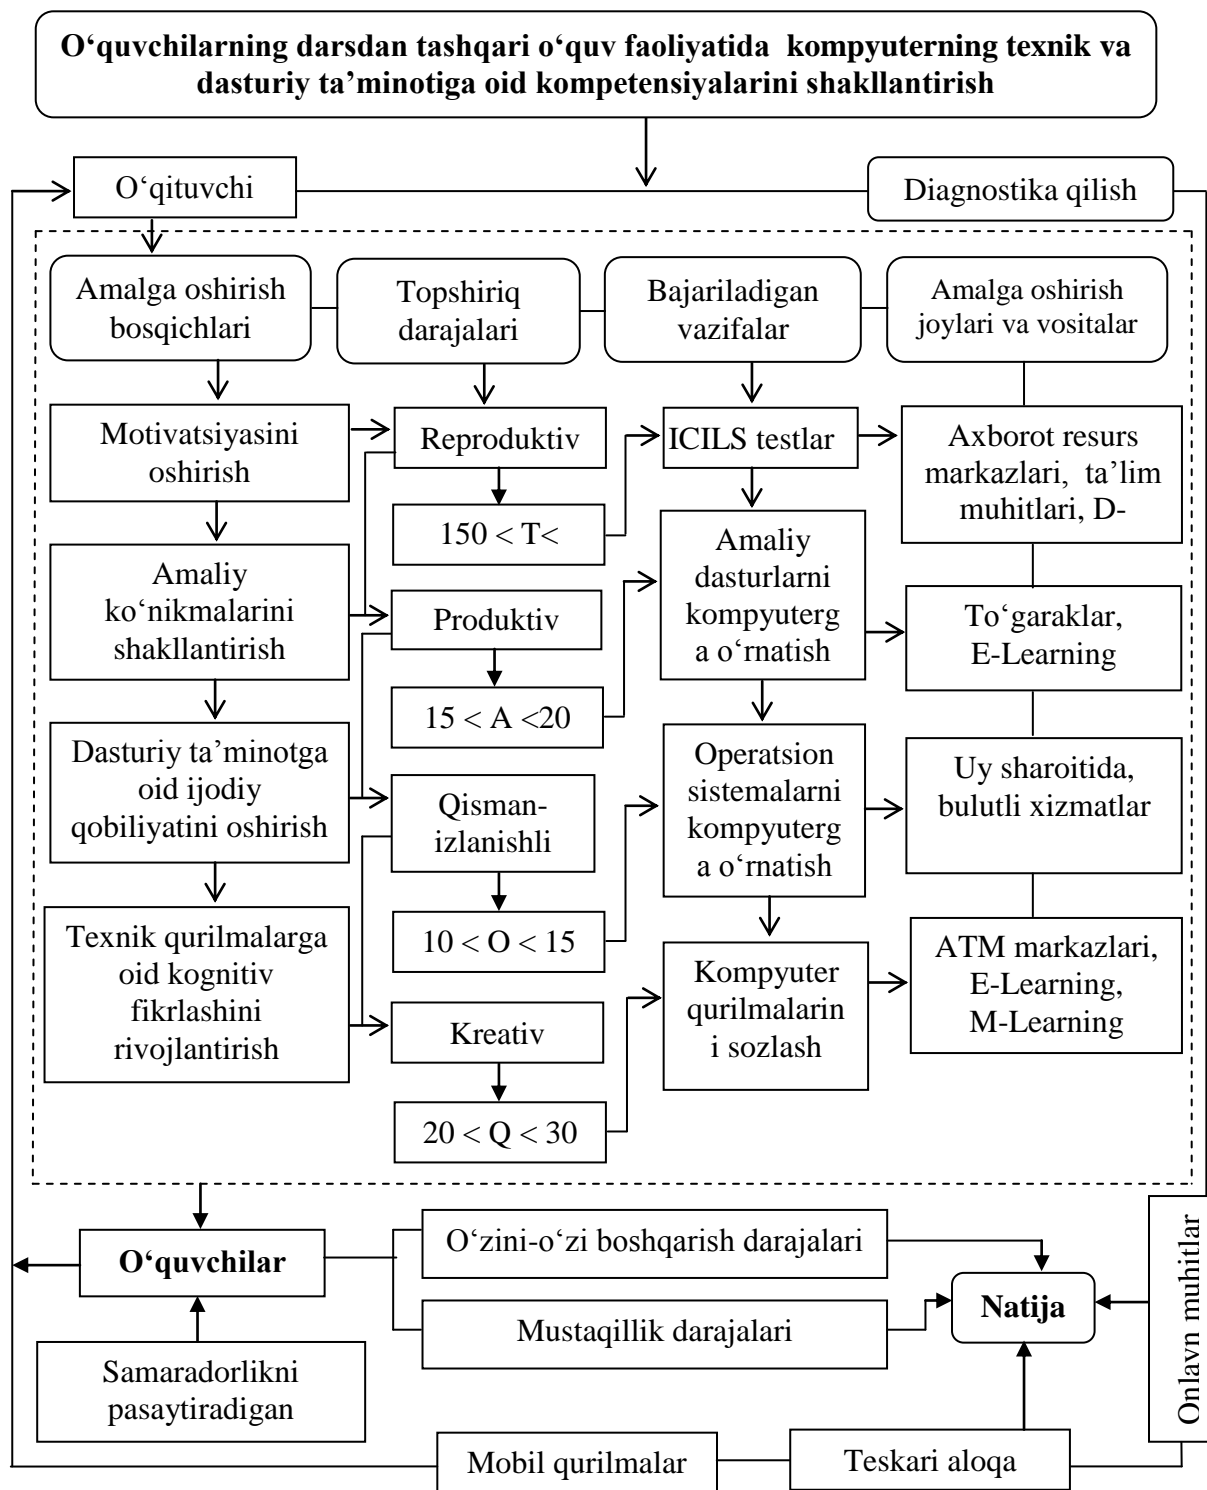 O‘quvchilarning darsdan tashqari o‘quv faoliyatida kompyuterning texnik va
dasturiy ta’minotiga oid kompetensiyalarini shakllantirish
O‘qituvchi
Diagnostika qilish
Amalga oshirish
bosqichlari
Topshiriq
darajalari
Bajariladigan
vazifalar
Amalga oshirish
joylari va vositalar
Motivatsiyasini
oshirish
Reproduktiv
ICILS testlar
Axborot resurs
markazlari, ta’lim
muhitlari, D-
150 < T<
Amaliy
ko‘nikmalarini
shakllantirish
Produktiv
Amaliy
dasturlarni
kompyuterg
a o‘rnatish
To‘garaklar,
E-Learning
15 < A <20
Dasturiy ta’minotga
oid ijodiy
qobiliyatini oshirish
Qisman-
izlanishli
Operatsion
sistemalarni
kompyuterg
a o‘rnatish
Uy sharoitida,
bulutli xizmatlar
10 < O < 15
Texnik qurilmalarga
oid kognitiv
fikrlashini
rivojlantirish
Kreativ
Kompyuter
qurilmalarin
i sozlash
ATM markazlari,
E-Learning,
M-Learning
20 < Q < 30
O‘quvchilar
O‘zini-o‘zi boshqarish darajalari
Mustaqillik darajalari
Natija
Onlavn muhitlar
Samaradorlikni
pasaytiradigan
Mobil qurilmalar
Teskari aloqa